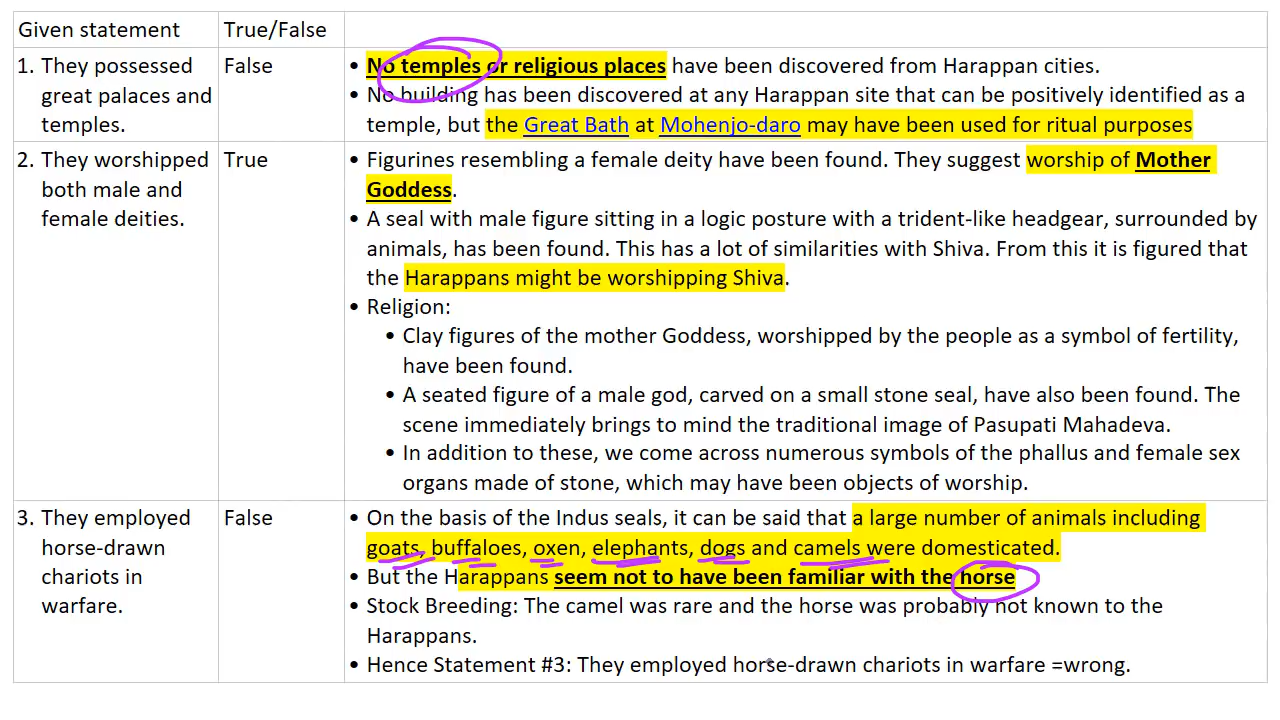 Given statement True/False
1. They possessed great palaces and temples.
False
• No temples or religious places have been discovered from Harappan cities.
• No building has been discovered at any Harappan site that can be positively identified as a
temple, but the Great Bath at Mohenjo-daro may have been used for ritual purposes
2. They worshipped
both male and
female deities.
True
• Figurines resembling a female deity have been found. They suggest worship of Mother
Goddess.
• A seal with male figure sitting in a logic posture with a trident-like headgear, surrounded by
animals, has been found. This has a lot of similarities with Shiva. From this it is figured that
the Harappans might be worshipping Shiva.
• Religion:
• Clay figures of the mother Goddess, worshipped by the people as a symbol of fertility,
have been found.
• A seated figure of a male god, carved on a small stone seal, have also been found. The
scene immediately brings to mind the traditional image of Pasupati Mahadeva.
• In addition to these, we come across numerous symbols of the phallus and female sex
organs made of stone, which may have been objects of worship.
3. They employed
horse-drawn
chariots in
warfare.
False
• On the basis of the Indus seals, it can be said that a large number of animals including
goats, buffaloes, oxen, elephants, dogs and camels were domesticated.
• But the Harappans seem not to have been familiar with the horse
• Stock Breeding: The camel was rare and the horse was probably not known to the
Harappans.
• Hence Statement #3: They employed horse-drawn chariots in warfare =wrong.